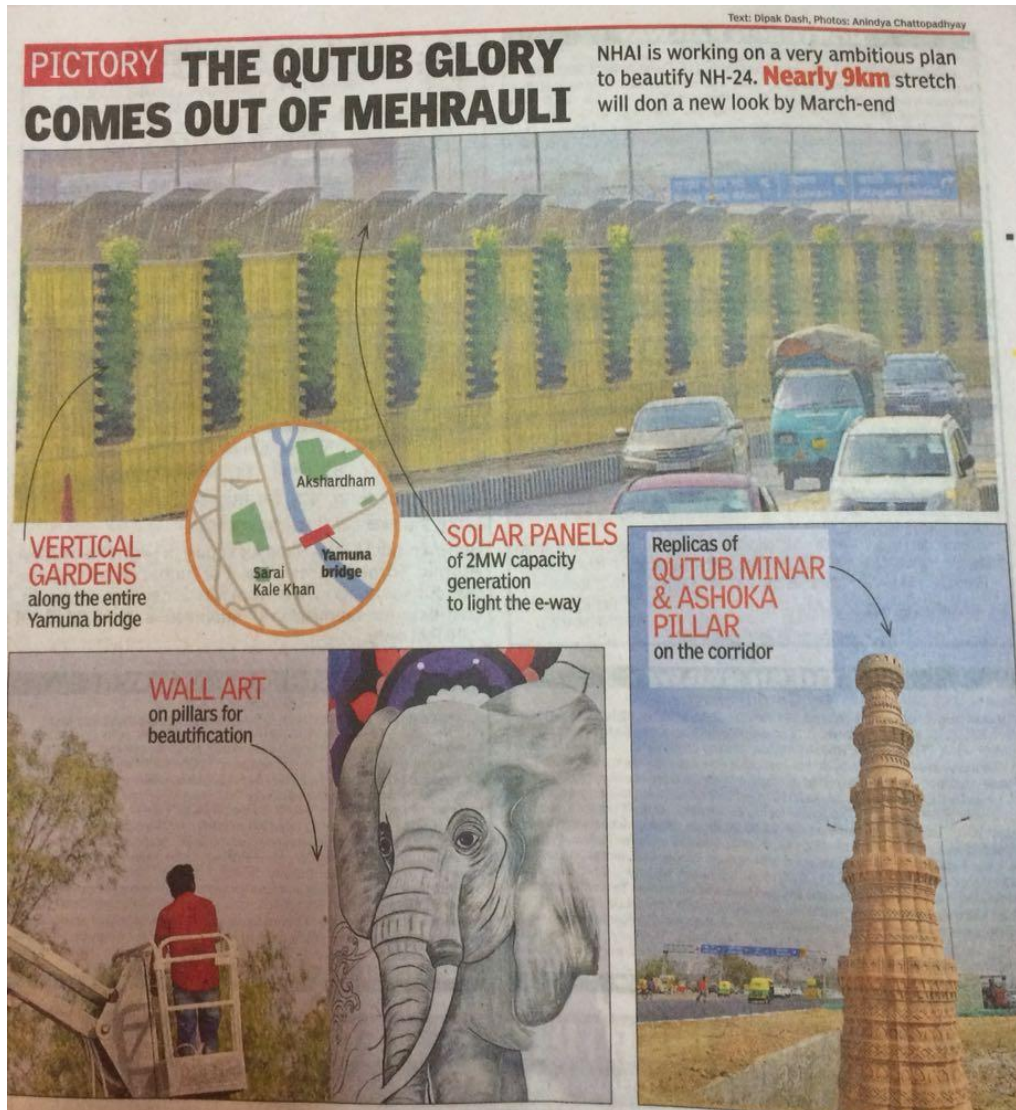 Text: Dipak Dash, Photos: Anindya Chattopadhyay
PICTORY THE QUTUB GLORY
COMES OUT OF MEHRAULI
NHAI is working on a very ambitious plan
to beautify NH-24. Nearly 9km stretch
will don a new look by March-end
Akshardham
Yamuna
bridge
Sarai
Kale Khan
VERTICAL
GARDENS
along the entire
Yamuna bridge
SOLAR PANELS
of 2MW capacity
generation
to light the e-way
Replicas of
QUTUB MINAR
& ASHOKA
PILLAR
on the corridor
WALL ART
on pillars for
beautification